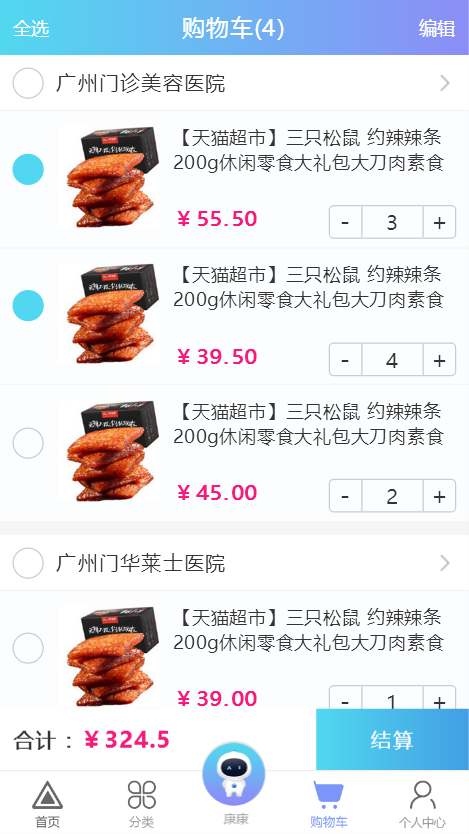 全选 购物车(4) 编辑
广州门诊美容医院
【天猫超市】三只松鼠 约辣辣条
200g休闲零食大礼包大刀肉素食
¥ 55.50 - 3 +
【天猫超市】三只松鼠 约辣辣条
200g休闲零食大礼包大刀肉素食
¥ 39.50 - 4 +
【天猫超市】三只松鼠 约辣辣条
200g休闲零食大礼包大刀肉素食
¥ 45.00 - 2 +
广州门华莱士医院
【天猫超市】三只松鼠 约辣辣条
200g休闲零食大礼包大刀肉素食
¥ 39.00 - 1 +
合计： ¥ 324.5 结算
首页 分类 康康 购物车 个人中心